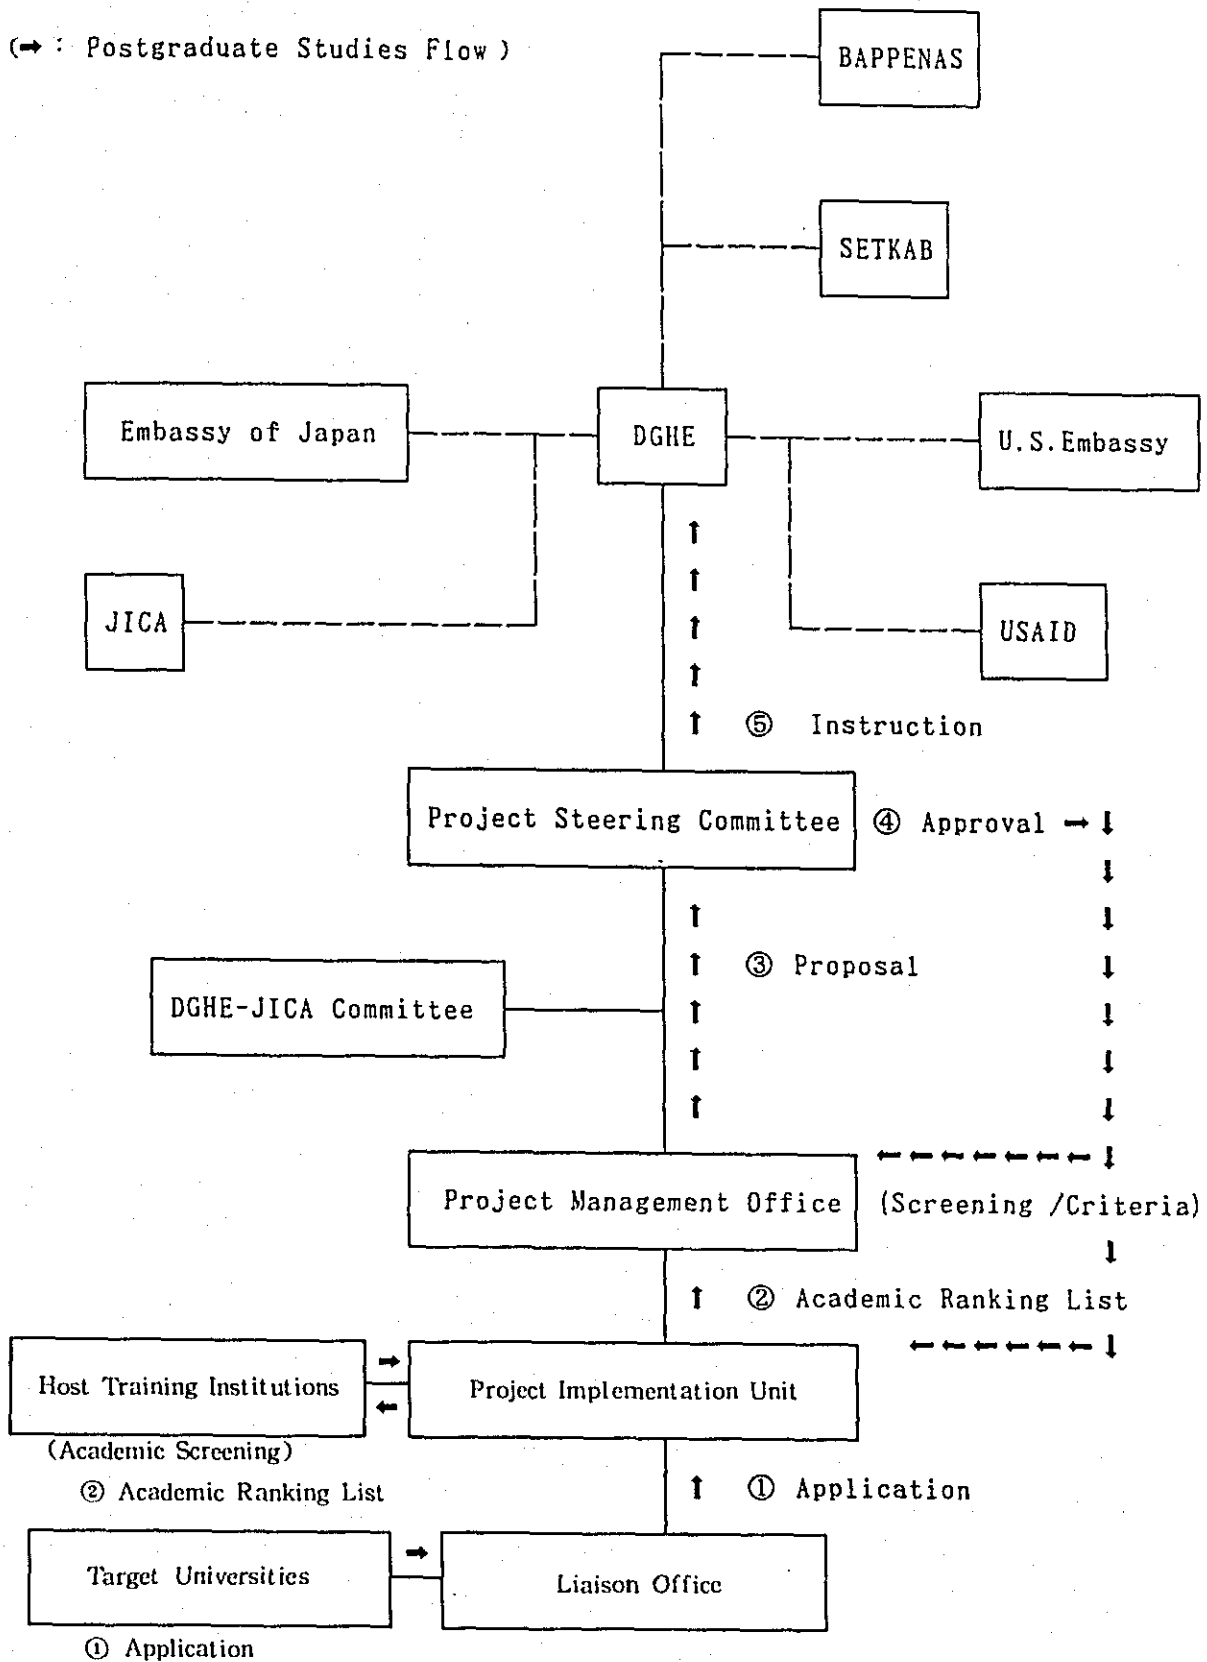 (→ : Postgraduate Studies Flow )
BAPPENAS
SETKAB
Embassy of Japan
DGHE
U.S.Embassy
JICA
USAID
⑤ Instruction
Project Steering Committee
④ Approval → ↓
③ Proposal
DGHE-JICA Committee
Project Management Office
(Screening /Criteria)
② Academic Ranking List
Host Training Institutions
Project Implementation Unit
(Academic Screening)
② Academic Ranking List
① Application
Target Universities
Liaison Office
① Application